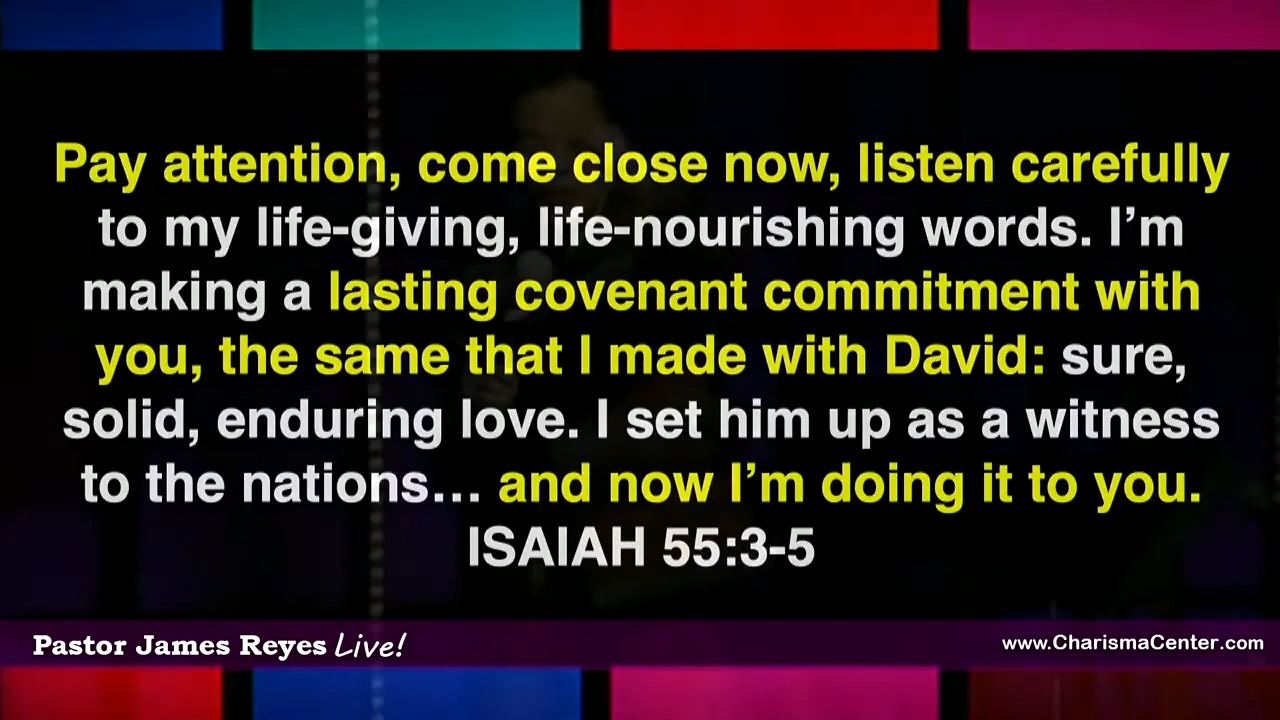 Pay attention, come close now, listen carefully
to my life-giving, life-nourishing words. I’m
making a lasting covenant commitment with
you, the same that I made with David: sure,
solid, enduring love. I set him up as a witness
to the nations… and now I’m doing it to you.
ISAIAH 55:3-5
Pastor James Reyes Live!
www.CharismaCenter.com